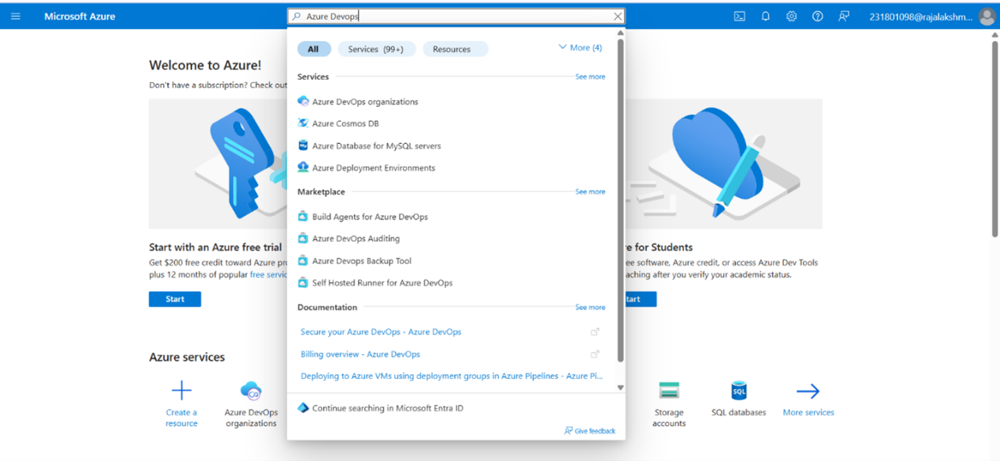 Microsoft Azure
Azure Devops
231801098@rajalakshm...
All
Services (99+)
Resources
More (4)
Services
See more
Azure DevOps organizations
Azure Cosmos DB
Azure Database for MySQL servers
Azure Deployment Environments
Marketplace
See more
Build Agents for Azure DevOps
Azure DevOps Auditing
Azure Devops Backup Tool
Self Hosted Runner for Azure DevOps
Documentation
See more
Secure your Azure DevOps - Azure DevOps
Billing overview - Azure DevOps
Deploying to Azure VMs using deployment groups in Azure Pipelines - Azure Pi...
Continue searching in Microsoft Entra ID
Give feedback
Welcome to Azure!
Don't have a subscription? Check out
Start with an Azure free trial
Get $200 free credit toward Azure pro
plus 12 months of popular free servic
Start
e for Students
ee software, Azure credit, or access Azure Dev Tools
aching after you verify your academic status.
tart
Azure services
Create a
resource
Azure DevOps
organizations
Storage
accounts
SQL
SQL databases
More services